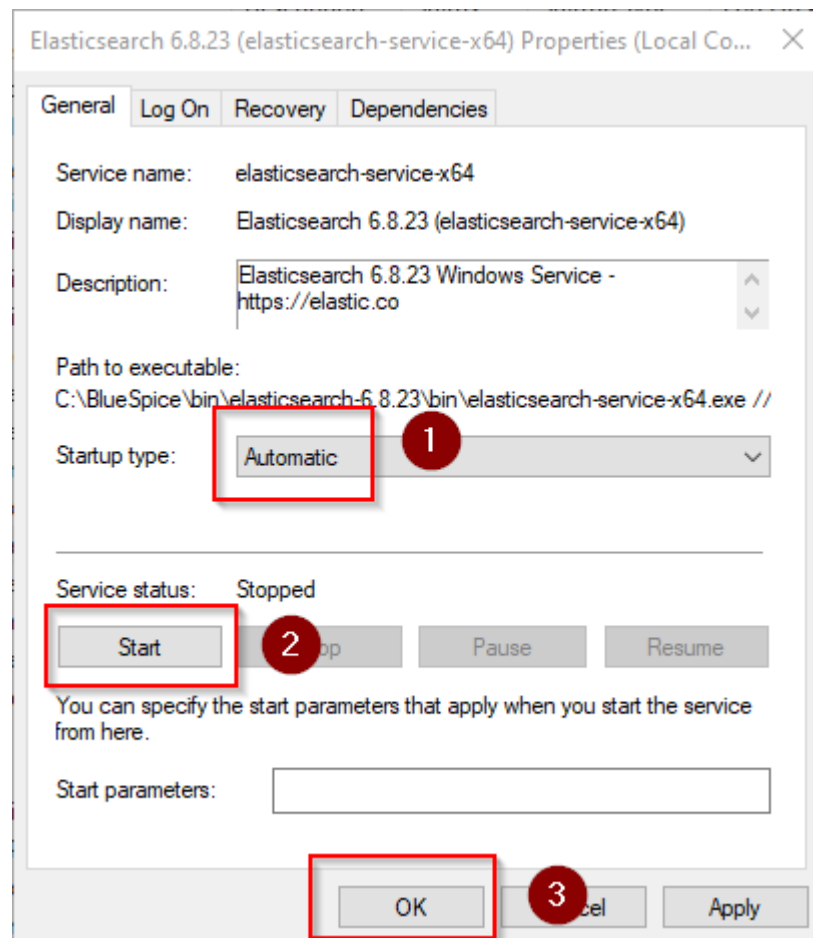 Elasticsearch 6.8.23 (elasticsearch-service-x64) Properties (Local Co...
General Log On Recovery Dependencies
Service name: elasticsearch-service-x64
Display name: Elasticsearch 6.8.23 (elasticsearch-service-x64)
Description: Elasticsearch 6.8.23 Windows Service -
https://elastic.co
Path to executable:
C:\BlueSpice\bin\elasticsearch-6.8.23\bin\elasticsearch-service-x64.exe //
Startup type: Automatic 1
Service status: Stopped
Start 2 Pause Resume
You can specify the start parameters that apply when you start the service
from here.
Start parameters:
OK 3 Apply